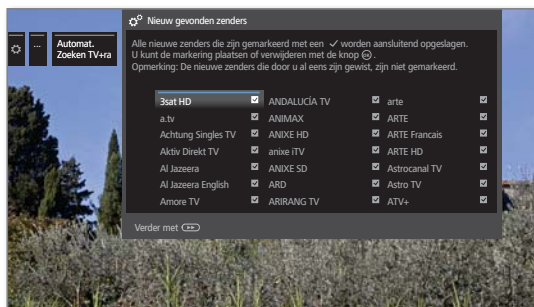 Nieuw gevonden zenders
... Automat.
Zoeken TV+ra
Alle nieuwe zenders die zijn gemarkeerd met een ✓ worden aansluitend opgeslagen.
U kunt de markering plaatsen of verwijderen met de knop OK.
Opmerking: De nieuwe zenders die door u al eens zijn gewist, zijn niet gemarkeerd.
3sat HD ANDALUCÍA TV arte
a.tv ANIMAX ARTE
Achtung Singles TV ANIXE HD ARTE Francais
Aktiv Direkt TV anixe iTV ARTE HD
Al Jazeera ANIXE SD Astrocanal TV
Al Jazeera English ARD Astro TV
Amore TV ARIRANG TV ATV+
Verder met